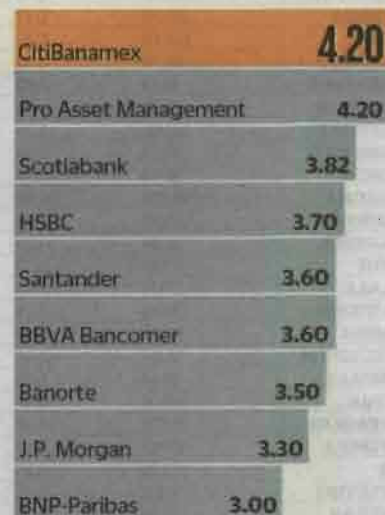 CitiBanamex 4.20
Pro Asset Management 4.20
Scotiabank 3.82
HSBC 3.70
Santander 3.60
BBVA Bancomer 3.60
Banorte 3.50
J.P. Morgan 3.30
BNP-Paribas 3.00